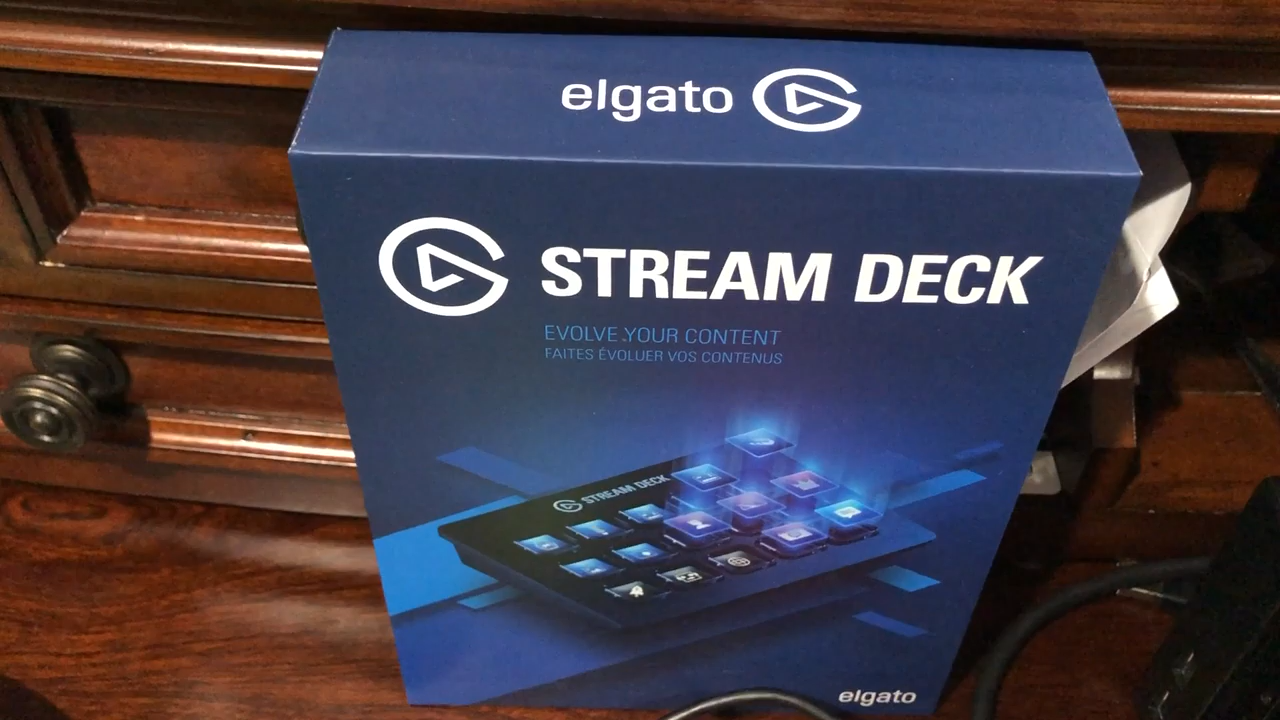 elgato
STREAM DECK
EVOLVE YOUR CONTENT
FAITES ÉVOLUER VOS CONTENUS
STREAM DECK
elgato